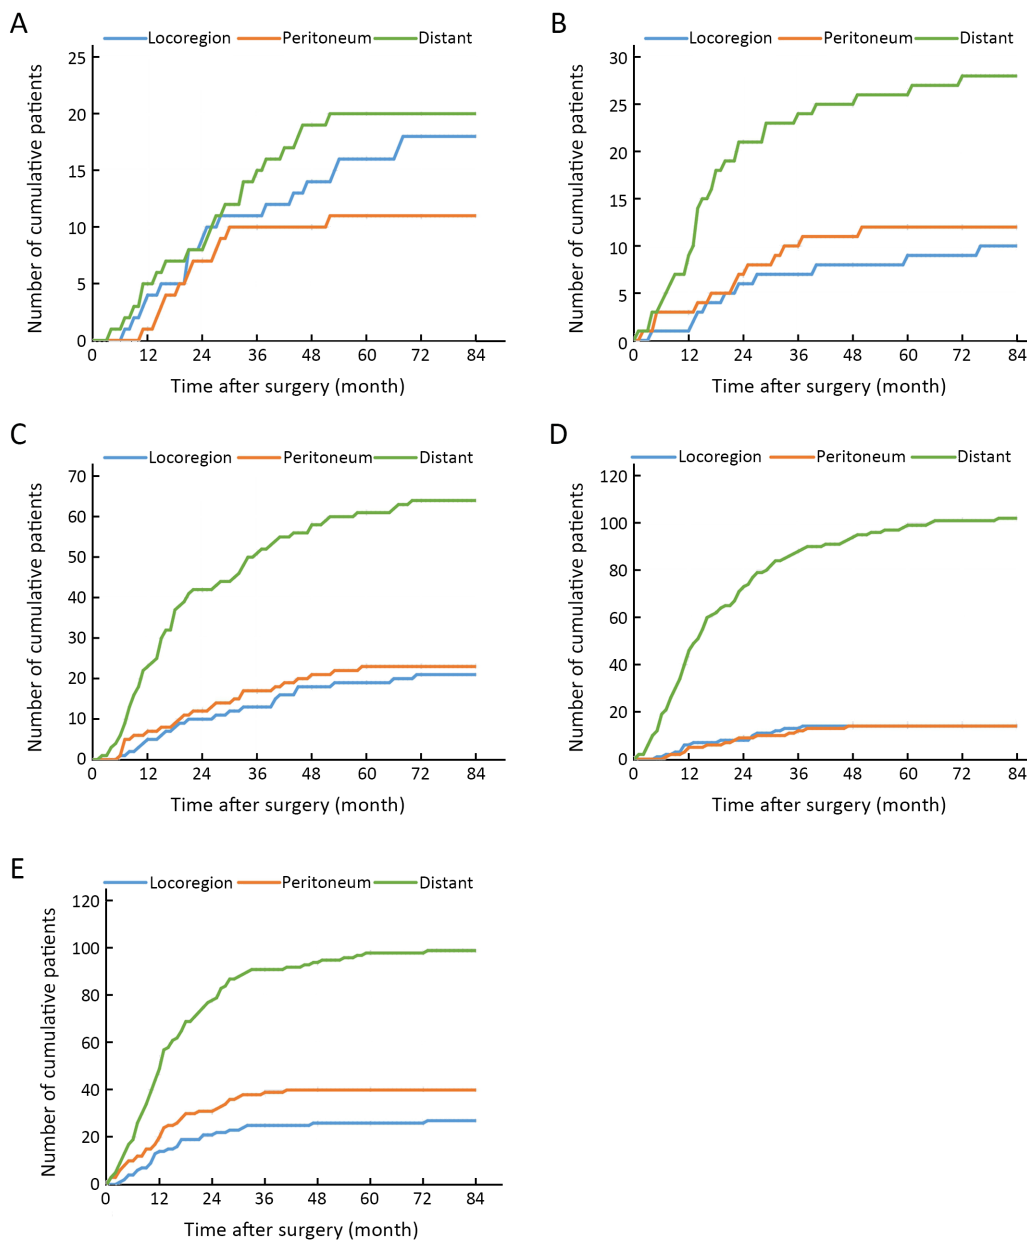 A
Locoregion Peritoneum Distant
Number of cumulative patients
25
20
15
10
5
0
0 12 24 36 48 60 72 84
Time after surgery (month)
B
Locoregion Peritoneum Distant
Number of cumulative patients
30
25
20
15
10
5
0
0 12 24 36 48 60 72 84
Time after surgery (month)
C
Locoregion Peritoneum Distant
Number of cumulative patients
70
60
50
40
30
20
10
0
0 12 24 36 48 60 72 84
Time after surgery (month)
D
Locoregion Peritoneum Distant
Number of cumulative patients
120
100
80
60
40
20
0
0 12 24 36 48 60 72 84
Time after surgery (month)
E
Locoregion Peritoneum Distant
Number of cumulative patients
120
100
80
60
40
20
0
0 12 24 36 48 60 72 84
Time after surgery (month)